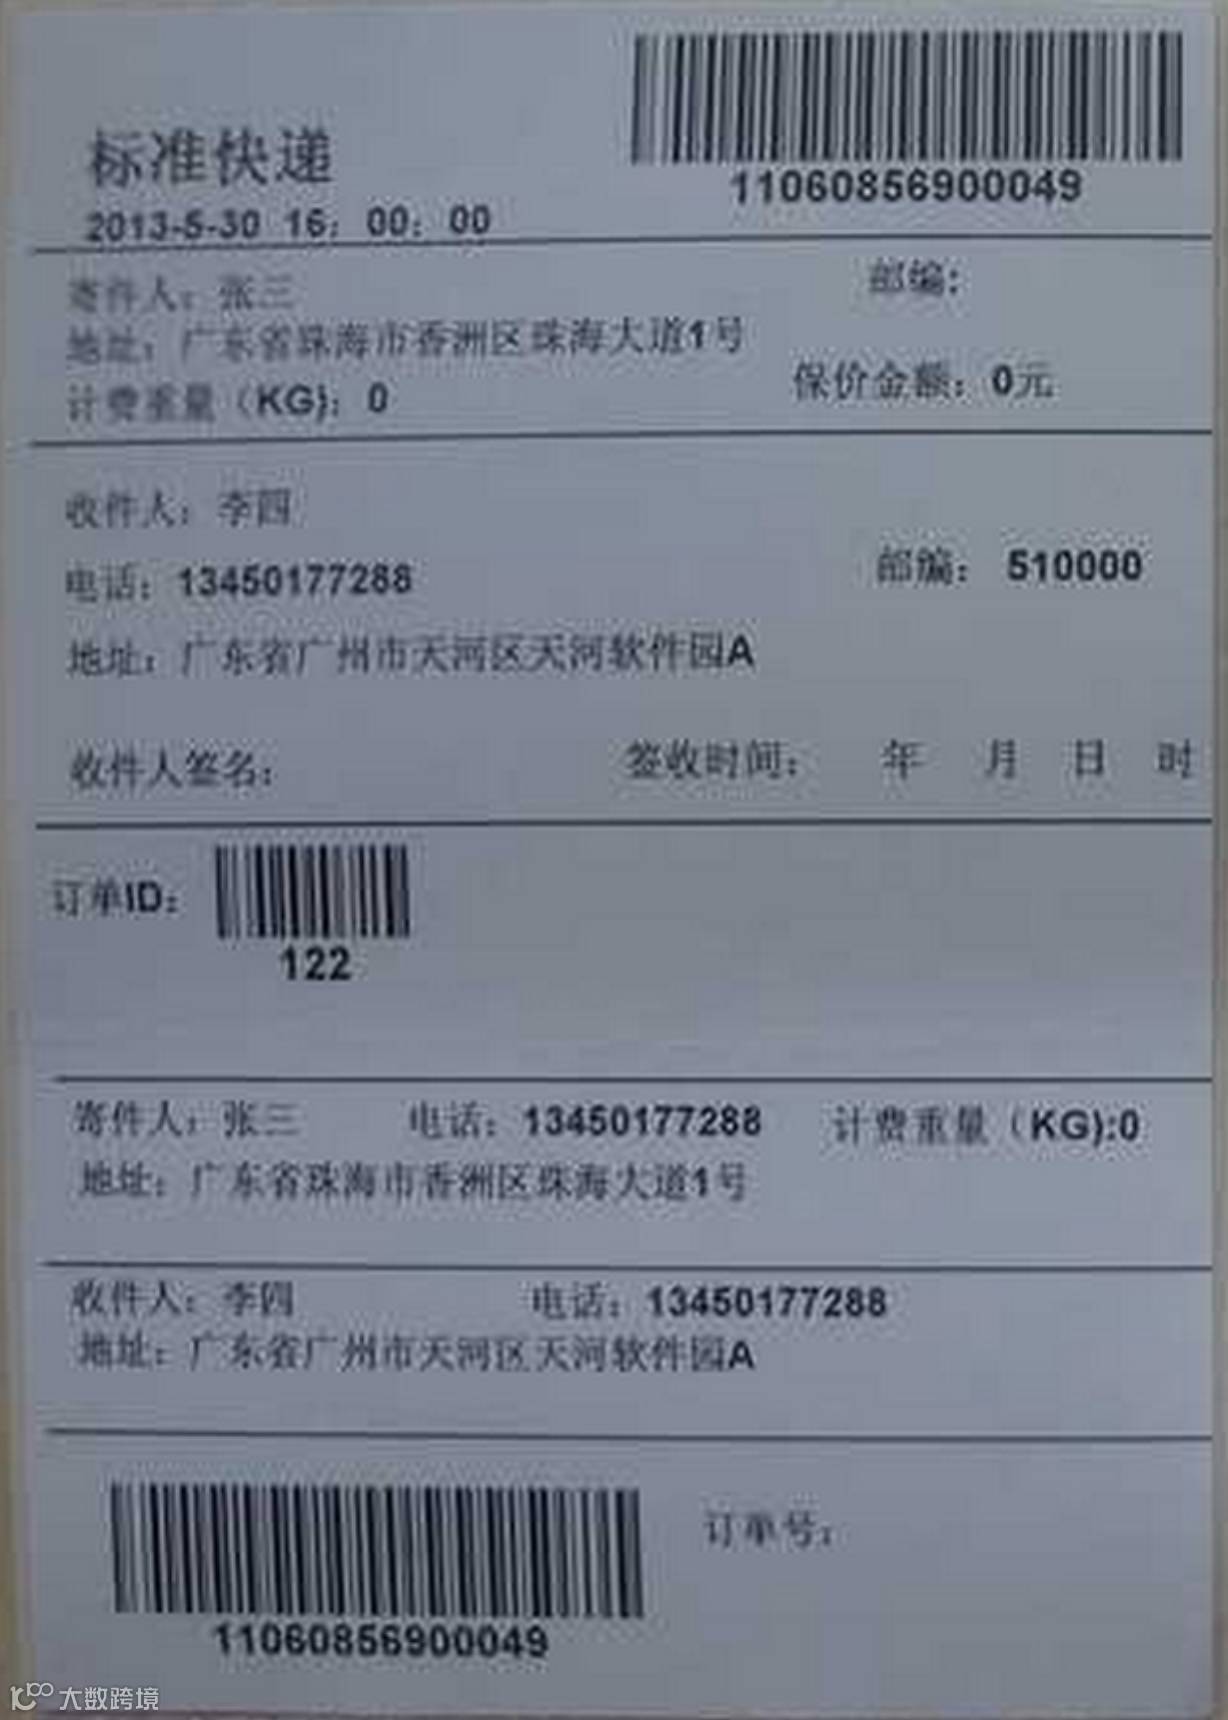 标准快递
11060856900049
2013-5-30 16：00：00
寄件人：张三
邮编：
地址：广东省珠海市香洲区珠海大道1号
计费重量（KG）：0
保价金额：0元
收件人：李四
电话：13450177288
邮编：510000
地址：广东省广州市天河区天河软件园A
收件人签名：
签收时间： 年 月 日 时
订单ID：
122
寄件人：张三 电话：13450177288 计费重量（KG):0
地址：广东省珠海市香洲区珠海大道1号
收件人：李四 电话：13450177288
地址：广东省广州市天河区天河软件园A
订单号：
11060856900049
大数跨境